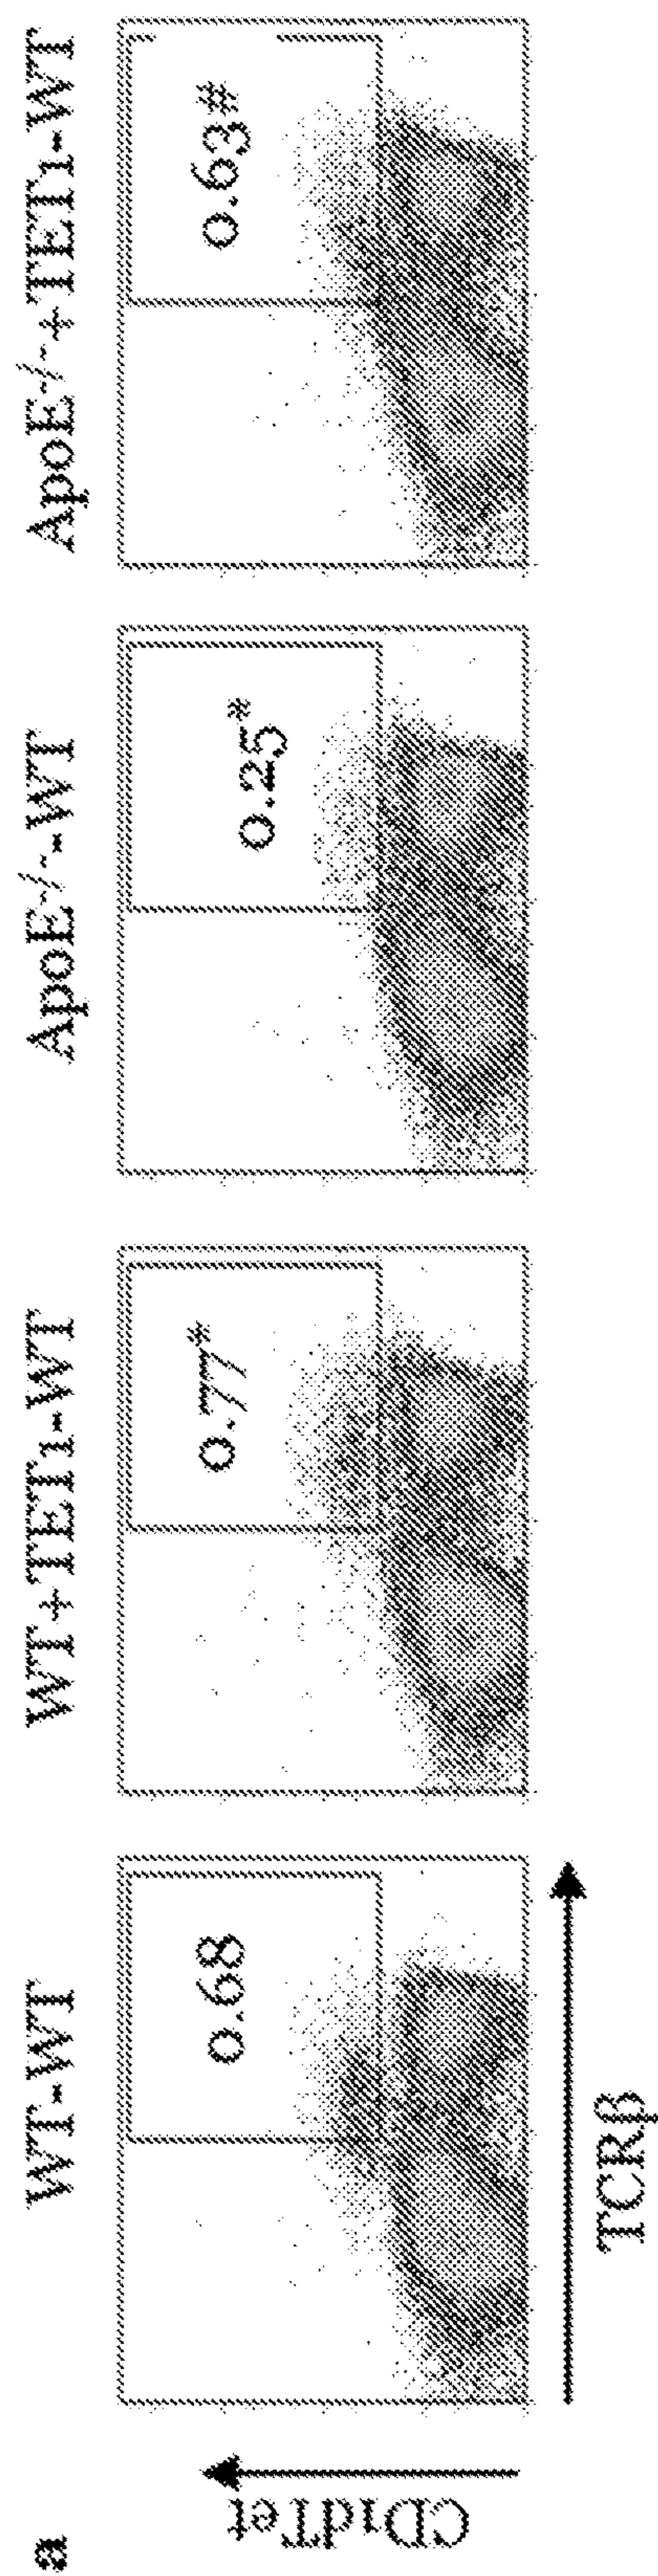 a
WT-WT
WT+TET1-WT
ApoE-/--WT
ApoE-/-+TET1-WT
CD1dTet
0.68
0.77*
0.25*
0.63#
TCRβ